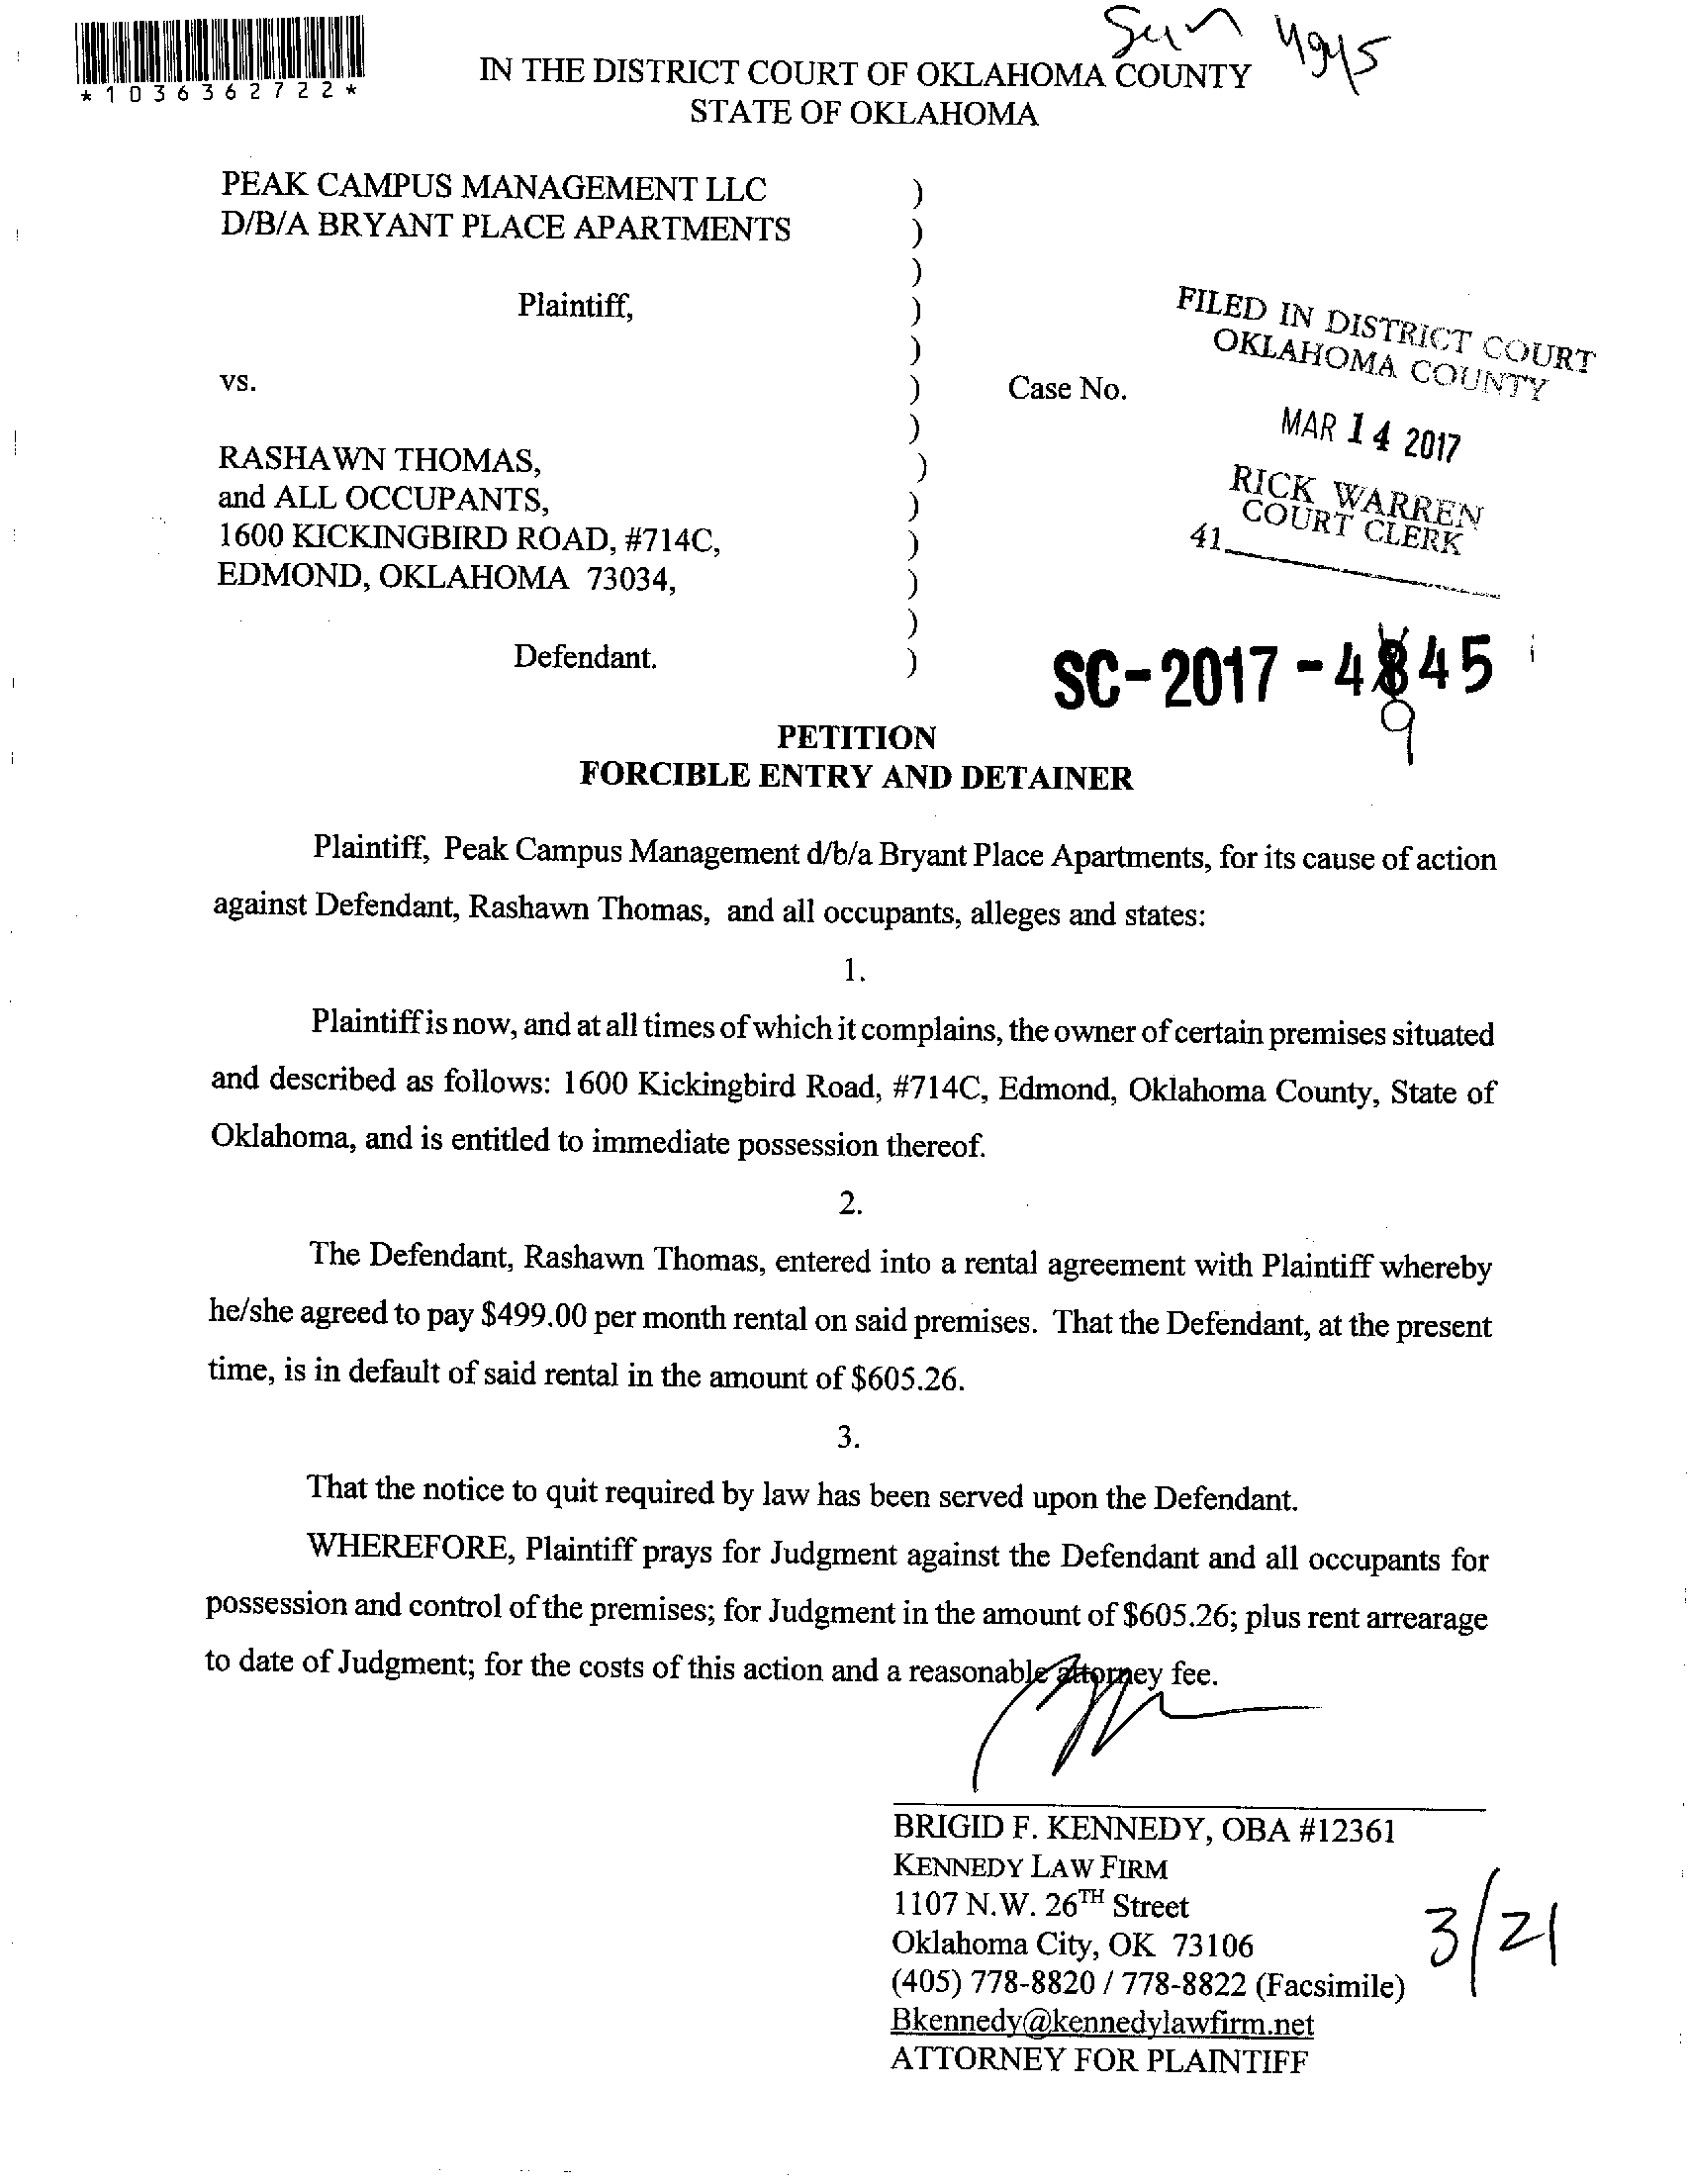 *1036362722*
4945
IN THE DISTRICT COURT OF OKLAHOMA COUNTY
STATE OF OKLAHOMA
PEAK CAMPUS MANAGEMENT LLC )
D/B/A BRYANT PLACE APARTMENTS )
)
Plaintiff, )
)
vs. ) Case No.
)
RASHAWN THOMAS, )
and ALL OCCUPANTS, )
1600 KICKINGBIRD ROAD, #714C, )
EDMOND, OKLAHOMA 73034, )
)
Defendant. )
FILED IN DISTRICT COURT
OKLAHOMA COUNTY
MAR 14 2017
RICK WARREN
COURT CLERK
41
SC-2017-4845
9
PETITION
FORCIBLE ENTRY AND DETAINER
Plaintiff, Peak Campus Management d/b/a Bryant Place Apartments, for its cause of action
against Defendant, Rashawn Thomas, and all occupants, alleges and states:
1.
Plaintiff is now, and at all times of which it complains, the owner of certain premises situated
and described as follows: 1600 Kickingbird Road, #714C, Edmond, Oklahoma County, State of
Oklahoma, and is entitled to immediate possession thereof.
2.
The Defendant, Rashawn Thomas, entered into a rental agreement with Plaintiff whereby
he/she agreed to pay $499.00 per month rental on said premises. That the Defendant, at the present
time, is in default of said rental in the amount of $605.26.
3.
That the notice to quit required by law has been served upon the Defendant.
WHEREFORE, Plaintiff prays for Judgment against the Defendant and all occupants for
possession and control of the premises; for Judgment in the amount of $605.26; plus rent arrearage
to date of Judgment; for the costs of this action and a reasonable attorney fee.
BRIGID F. KENNEDY, OBA #12361
KENNEDY LAW FIRM
1107 N.W. 26TH Street
Oklahoma City, OK 73106
(405) 778-8820 / 778-8822 (Facsimile)
Bkennedy@kennedylawfirm.net
ATTORNEY FOR PLAINTIFF
3/21